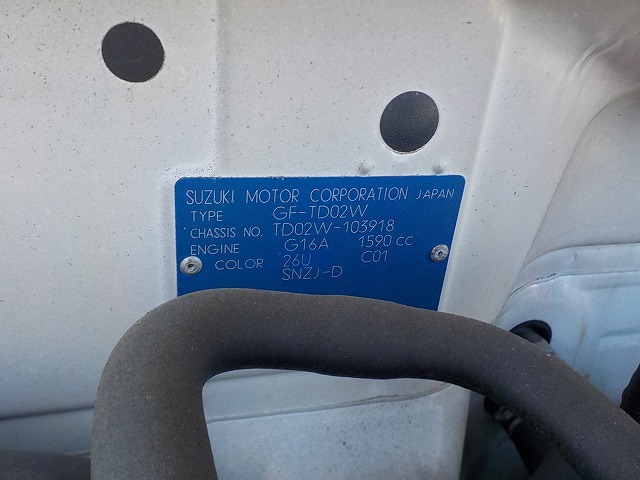 SUZUKI MOTOR CORPORATION JAPAN
TYPE GF-TD02W
CHASSIS NO. TD02W-103918
ENGINE G16A 1590 CC
COLOR 26U C01
SNZJ-D